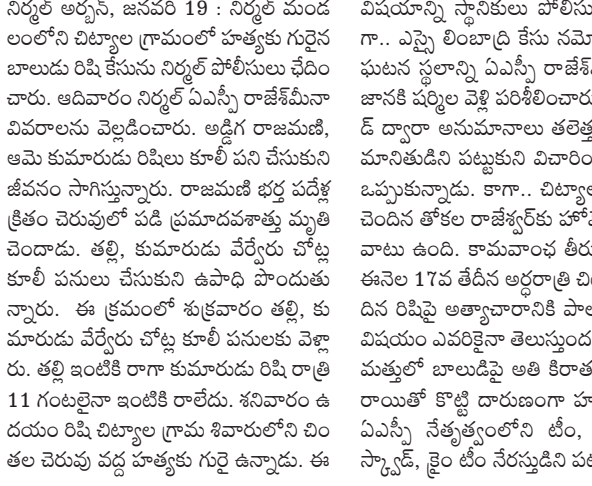 నిర్మల్ అర్బన్, జనవరి 19 : నిర్మల్ మండ
లంలోని చిట్యాల గ్రామంలో హత్యకు గురైన
బాలుడు రిషి కేసును నిర్మల్ పోలీసులు ఛేదిం
చారు. ఆదివారం నిర్మల్ ఏఎస్పీ రాజేశ్‌మీనా
వివరాలను వెల్లడించారు. అడ్డిగ రాజమణి,
ఆమె కుమారుడు రిషిలు కూలీ పని చేసుకుని
జీవనం సాగిస్తున్నారు. రాజమణి భర్త పదేళ్ల
క్రితం చెరువులో పడి ప్రమాదవశాత్తు మృతి
చెందాడు. తల్లి, కుమారుడు వేర్వేరు చోట్ల
కూలీ పనులు చేసుకుని ఉపాధి పొందుతు
న్నారు. ఈ క్రమంలో శుక్రవారం తల్లి, కు
మారుడు వేర్వేరు చోట్ల కూలీ పనులకు వెళ్లా
రు. తల్లి ఇంటికి రాగా కుమారుడు రిషి రాత్రి
11 గంటలైనా ఇంటికి రాలేదు. శనివారం ఉ
దయం రిషి చిట్యాల గ్రామ శివారులోని చిం
తల చెరువు వద్ద హత్యకు గురై ఉన్నాడు. ఈ
విషయాన్ని స్థానికులు పోలీసు
గా.. ఎస్సై లింబాద్రి కేసు నమో
ఘటన స్థలాన్ని ఏఎస్పీ రాజేశ్
జానకి షర్మిల వెళ్లి పరిశీలించారు
డ్ ద్వారా అనుమానాలు తలెత్త
మానితుడిని పట్టుకుని విచారిం
ఒప్పుకున్నాడు. కాగా.. చిట్యాల
చెందిన తోకల రాజేశ్వర్‌కు హో
వాటు ఉంది. కామవాంఛ తీరు
ఈనెల 17వ తేదీన అర్ధరాత్రి చి
దిన రిషిపై అత్యాచారానికి పాల
విషయం ఎవరికైనా తెలుస్తుంద
మత్తులో బాలుడిపై అతి కిరాత
రాయితో కొట్టి దారుణంగా హ
ఏఎస్పీ నేతృత్వంలోని టీం,
స్క్వాడ్, క్రైం టీం నేరస్తుడిని పట